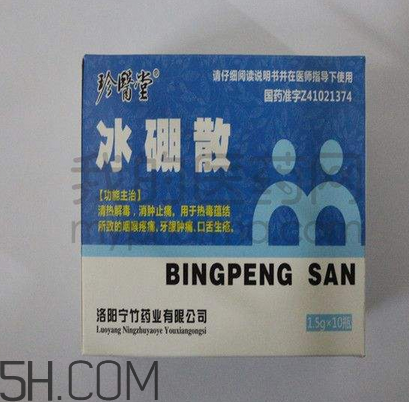 珍醫堂®
请仔细阅读说明书并在医师指导下使用
国药准字Z41021374
冰硼散
【功能主治】
清热解毒，消肿止痛，用于热毒蕴结
所致的咽喉疼痛，牙龈肿痛，口舌生疮。
BINGPENG SAN
1.5g×10瓶
洛阳宁竹药业有限公司
Luoyang Ningzhuyaoye Youxiangongsi
5H.COM